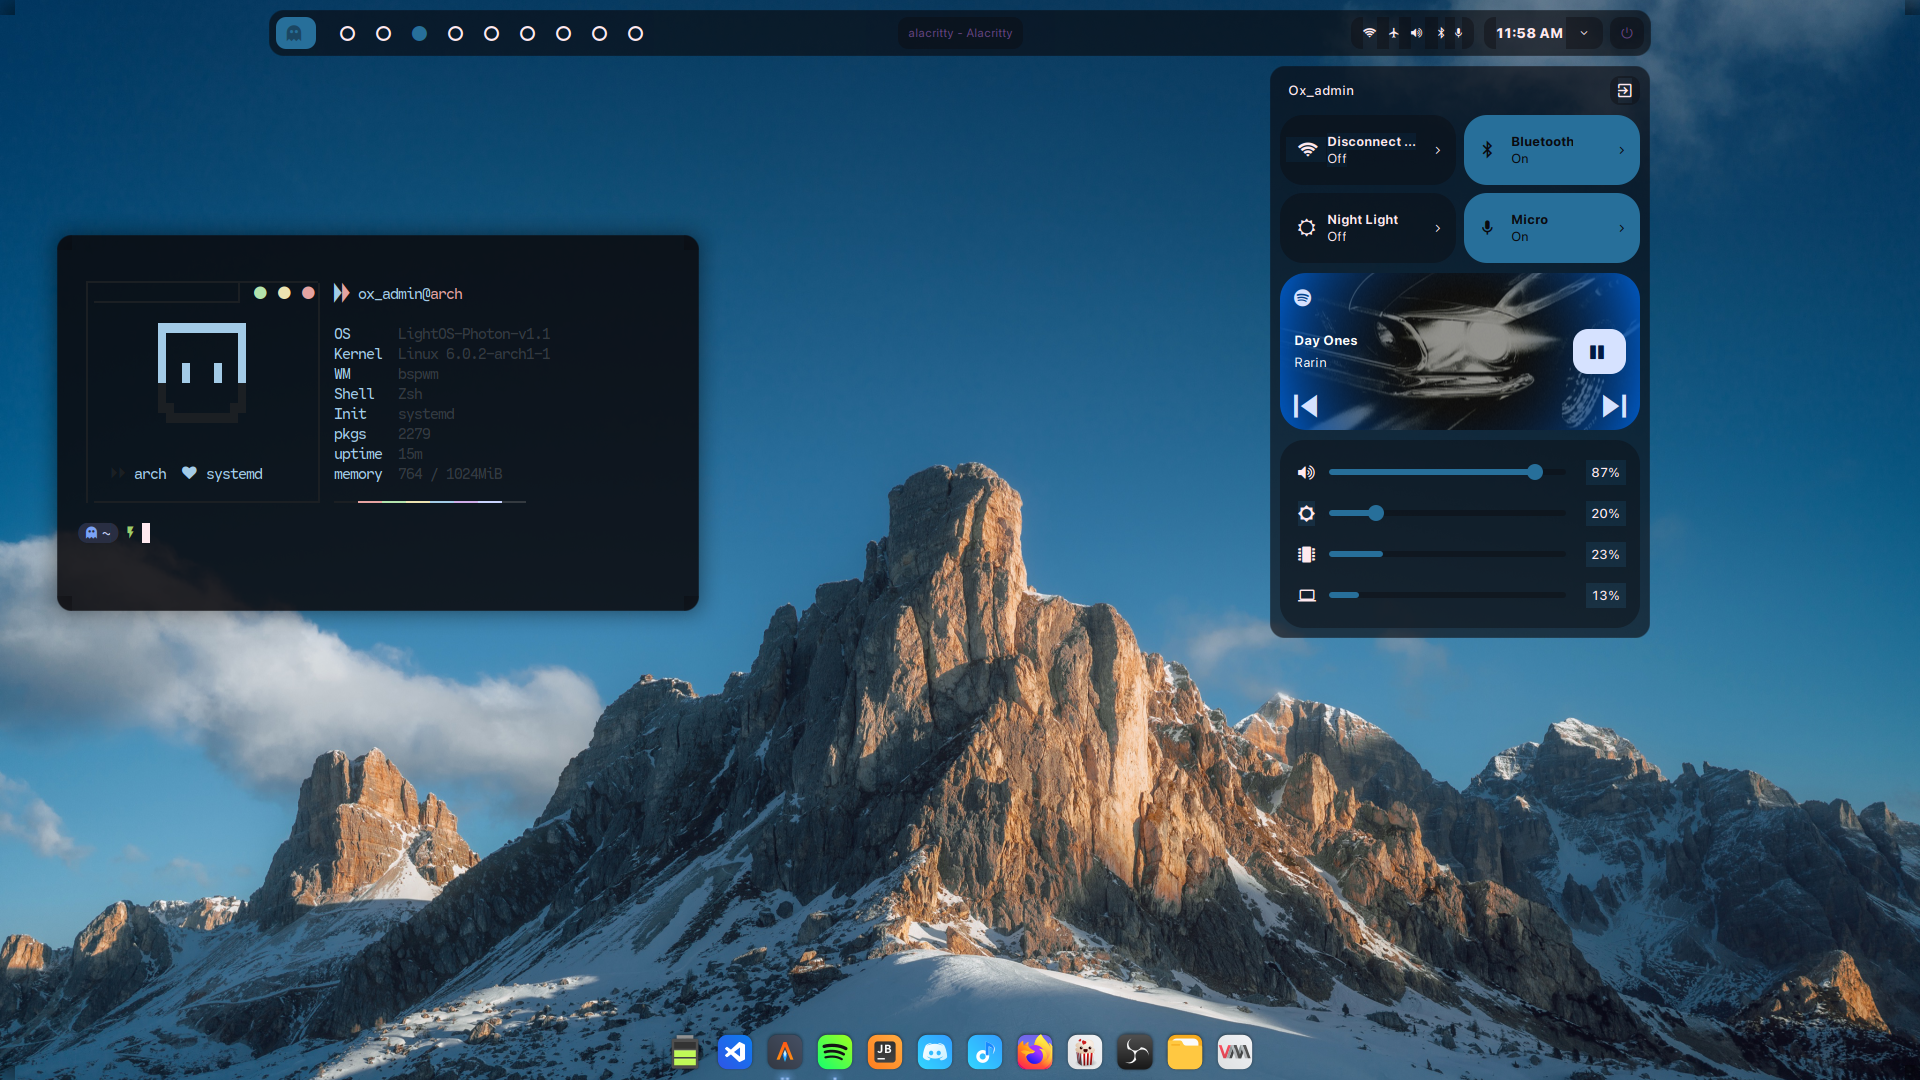 alacritty - Alacritty
11:58 AM
Ox_admin
Disconnect ...
Off
Bluetooth
On
Night Light
Off
Micro
On
Day Ones
Rarin
87%
20%
23%
13%
ox_admin@arch
OS LightOS-Photon-v1.1
Kernel Linux 6.0.2-arch1-1
WM bspwm
Shell Zsh
Init systemd
pkgs 2279
uptime 15m
memory 764 / 1024MiB
arch ♥ systemd
~
JB
VM